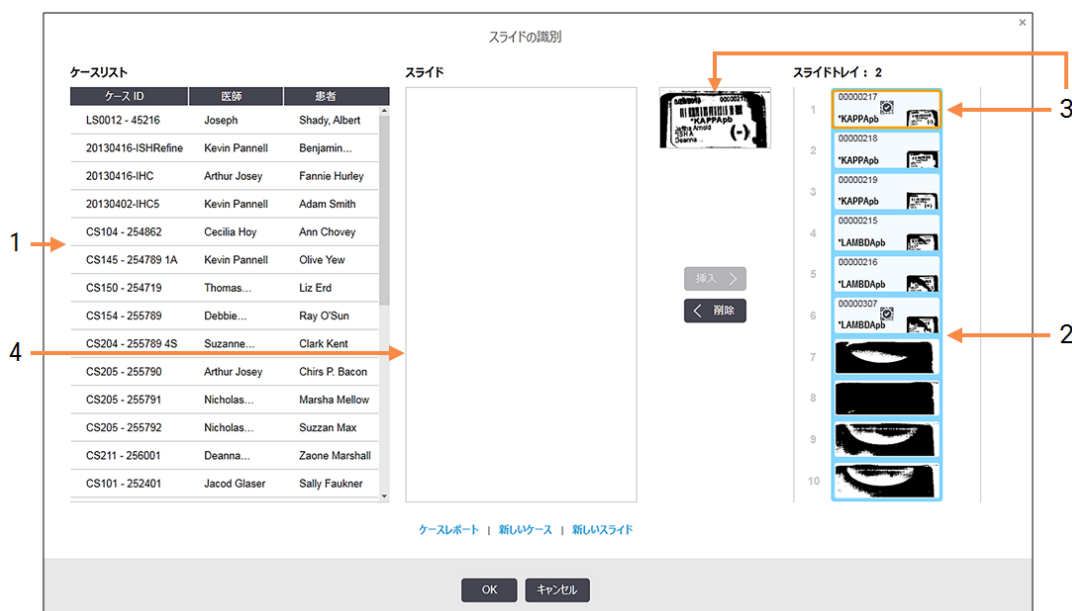 スライドの識別
×
ケースリスト
ケース ID 医師 患者
LS0012 - 45216 Joseph Shady, Albert
20130416-ISHRefine Kevin Pannell Benjamin...
20130416-IHC Arthur Josey Fannie Hurley
20130402-IHC5 Kevin Pannell Adam Smith
CS104 - 254862 Cecilia Hoy Ann Chovey
CS145 - 254789 1A Kevin Pannell Olive Yew
CS150 - 254719 Thomas... Liz Erd
CS154 - 255789 Debbie... Ray O'Sun
CS204 - 255789 4S Suzanne... Clark Kent
CS205 - 255790 Arthur Josey Chirs P. Bacon
CS205 - 255791 Nicholas... Marsha Mellow
CS205 - 255792 Nicholas... Suzzan Max
CS211 - 256001 Deanna... Zaone Marshall
CS101 - 252401 Jacod Glaser Sally Faukner
1
4
スライド
*KAPPApb
Arnold
Deanna
(-)
挿入 >
< 削除
スライドトレイ： 2
1 00000217
*KAPPApb
2 00000218
*KAPPApb
3 00000219
*KAPPApb
4 00000215
*LAMBDApb
5 00000216
*LAMBDApb
6 00000307
*LAMBDApb
7
8
9
10
3
2
ケースレポート | 新しいケース | 新しいスライド
OK キャンセル